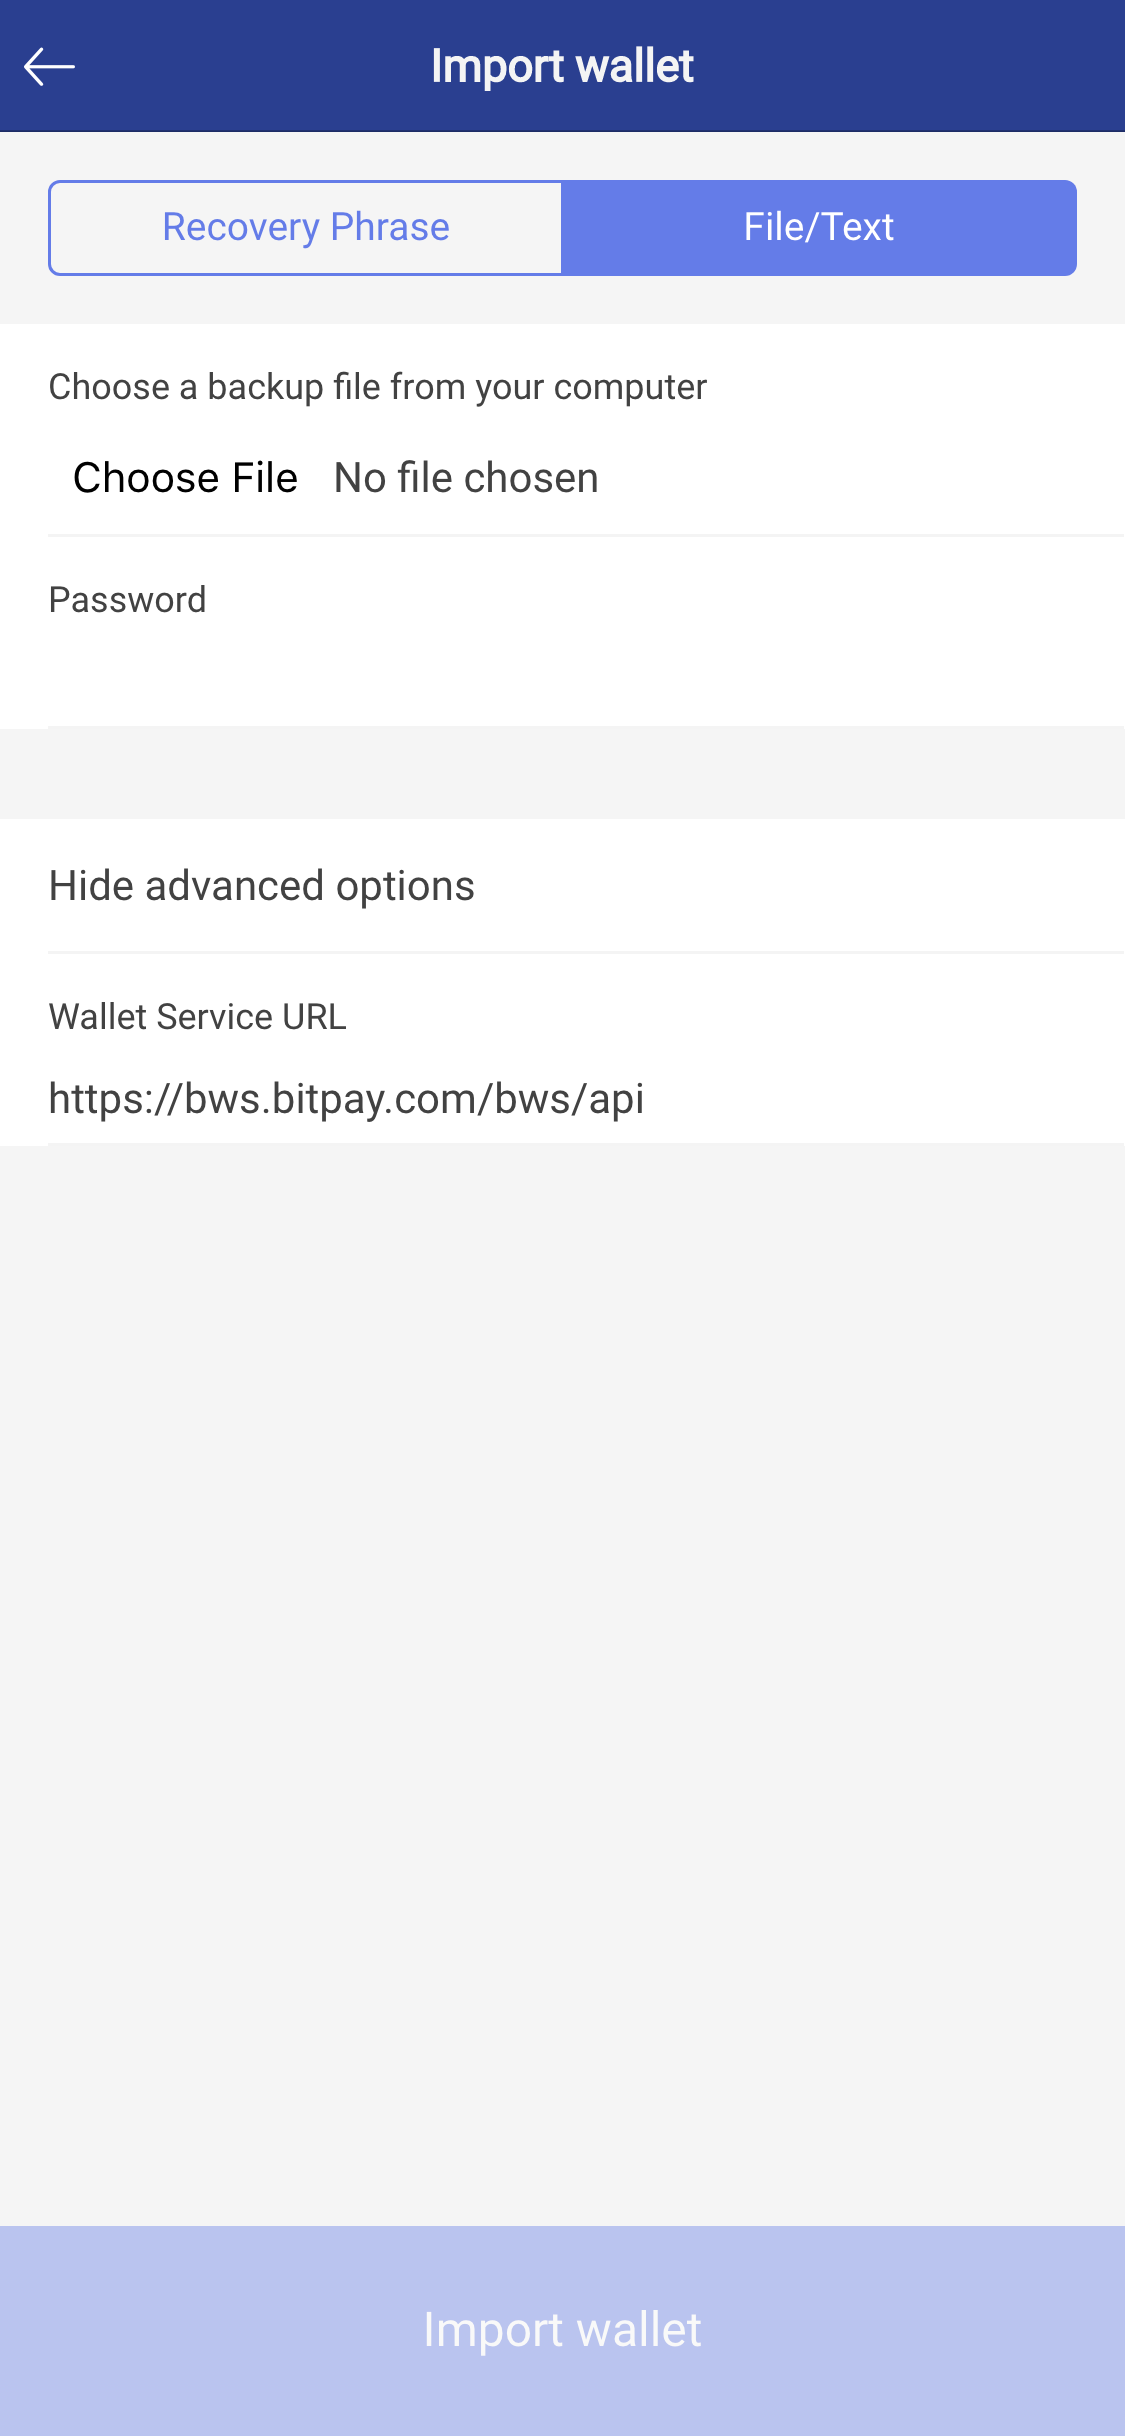 Import wallet
Recovery Phrase
File/Text
Choose a backup file from your computer
Choose File No file chosen
Password
Hide advanced options
Wallet Service URL
https://bws.bitpay.com/bws/api
Import wallet